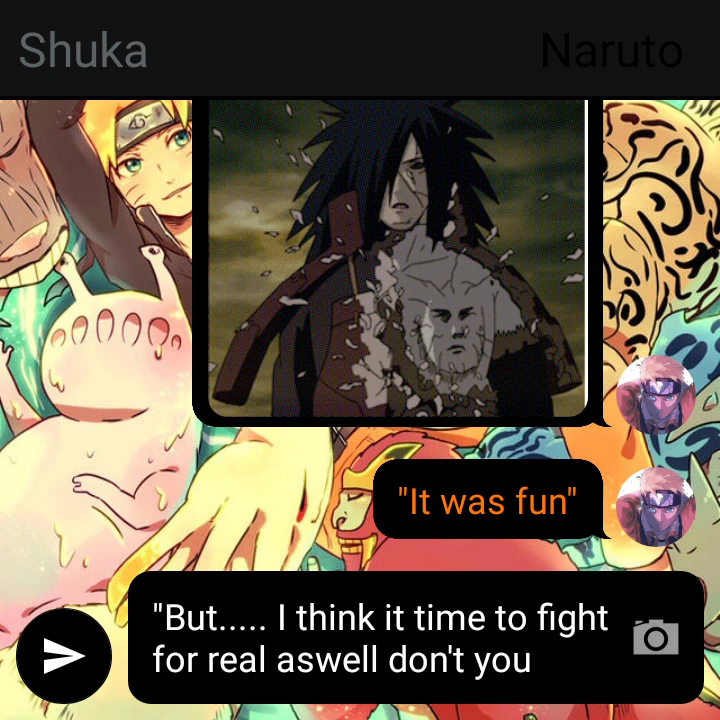 Shuka Naruto
"It was fun"
"But..... I think it time to fight
for real aswell don't you